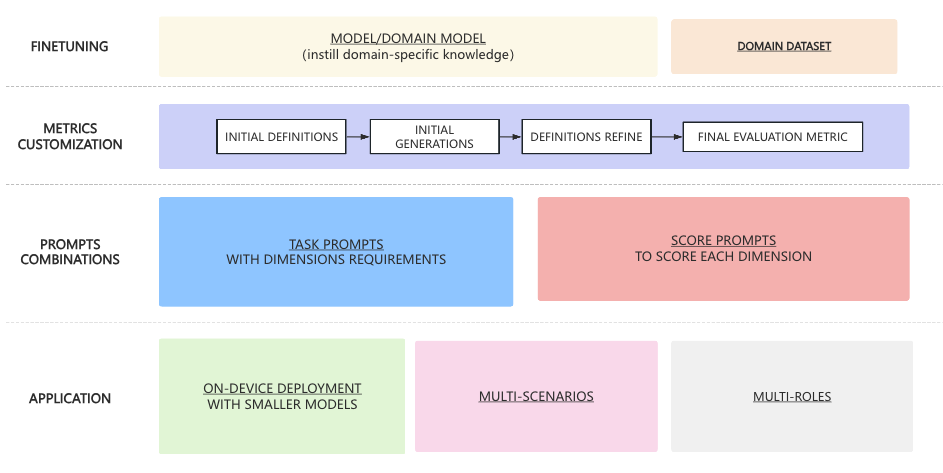 FINETUNING
MODEL/DOMAIN MODEL
(instill domain-specific knowledge)
DOMAIN DATASET
METRICS
CUSTOMIZATION
INITIAL DEFINITIONS
INITIAL
GENERATIONS
DEFINITIONS REFINE
FINAL EVALUATION METRIC
PROMPTS
COMBINATIONS
TASK PROMPTS
WITH DIMENSIONS REQUIREMENTS
SCORE PROMPTS
TO SCORE EACH DIMENSION
APPLICATION
ON-DEVICE DEPLOYMENT
WITH SMALLER MODELS
MULTI-SCENARIOS
MULTI-ROLES